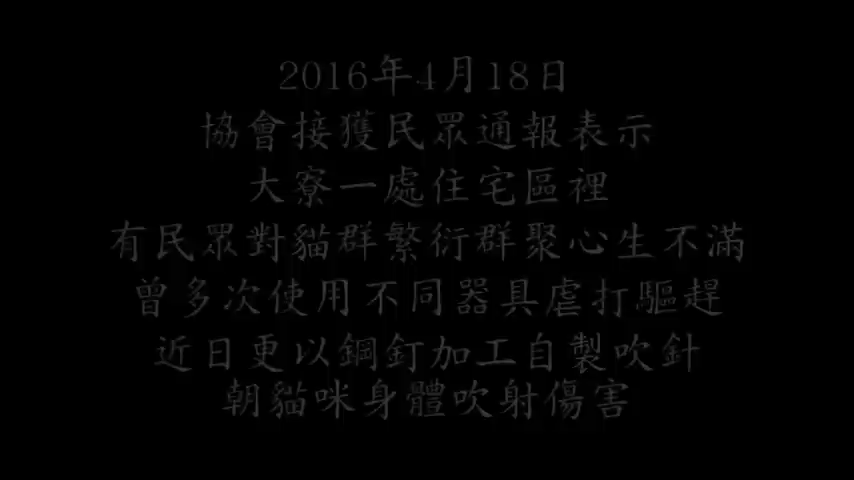 2016年4月18日
協會接獲民眾通報表示
大寮一處住宅區裡
有民眾對貓群繁衍群聚心生不滿
曾多次使用不同器具虐打驅趕
近日更以鋼釘加工自製吹針
朝貓咪身體吹射傷害